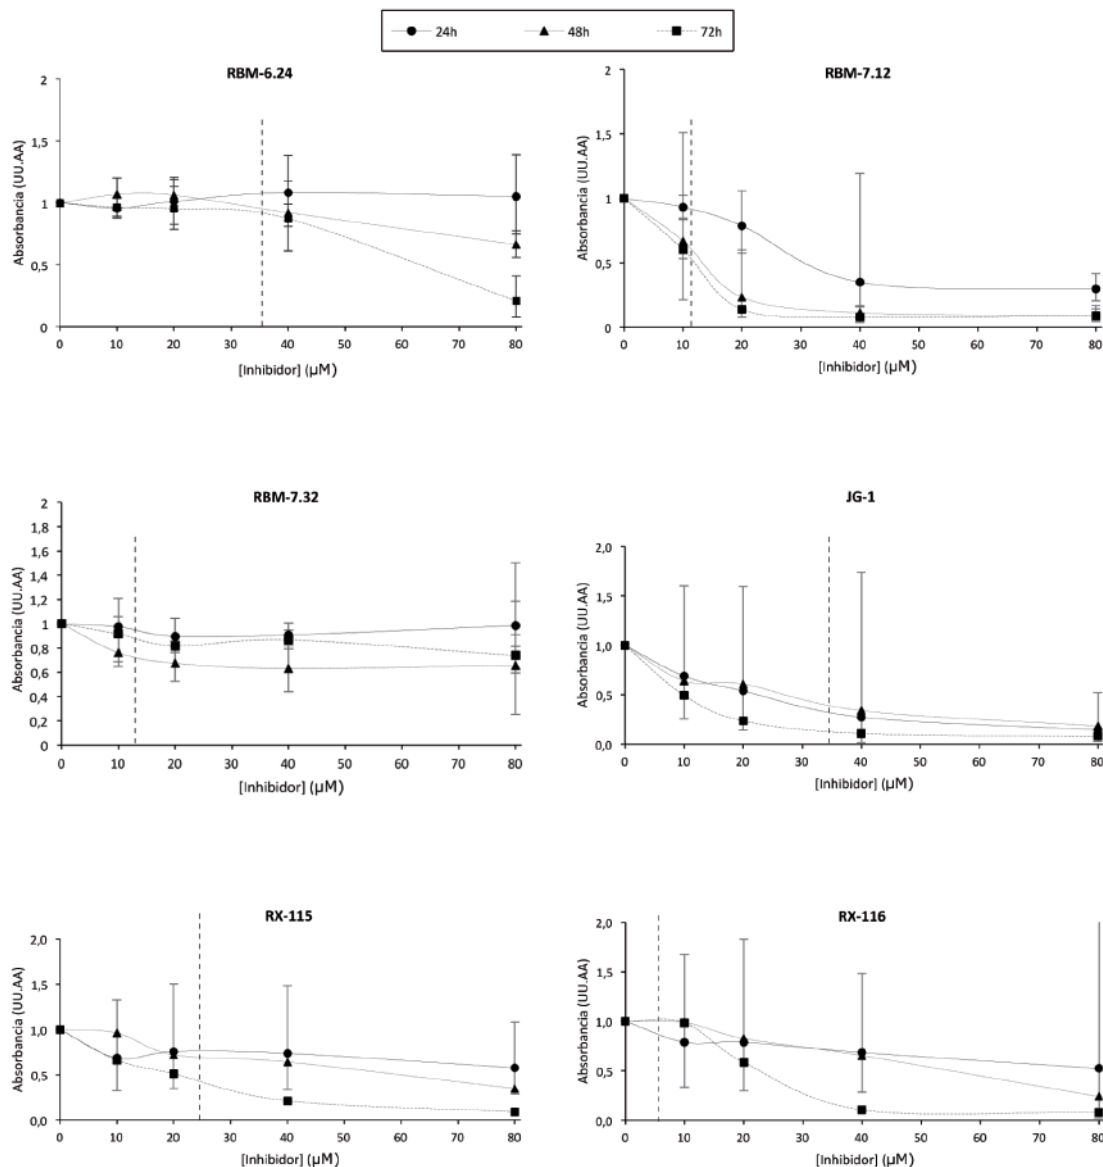 24h 48h 72h
RBM-6.24
Absorbancia (UU.AA)
2
1,5
1
0,5
0
0 10 20 30 40 50 60 70 80
[Inhibidor] (µM)
RBM-7.12
Absorbancia (UU.AA)
2
1,5
1
0,5
0
0 10 20 30 40 50 60 70 80
[Inhibidor] (µM)
RBM-7.32
Absorbancia (UU.AA)
2
1,8
1,6
1,4
1,2
1
0,8
0,6
0,4
0,2
0
0 10 20 30 40 50 60 70 80
[Inhibidor] (µM)
JG-1
Absorbancia (UU.AA)
2,0
1,5
1,0
0,5
0,0
0 10 20 30 40 50 60 70 80
[Inhibidor] (µM)
RX-115
Absorbancia (UU.AA)
2,0
1,5
1,0
0,5
0,0
0 10 20 30 40 50 60 70 80
[Inhibidor] (µM)
RX-116
Absorbancia (UU.AA)
2,0
1,5
1,0
0,5
0,0
0 10 20 30 40 50 60 70 80
[Inhibidor] (µM)